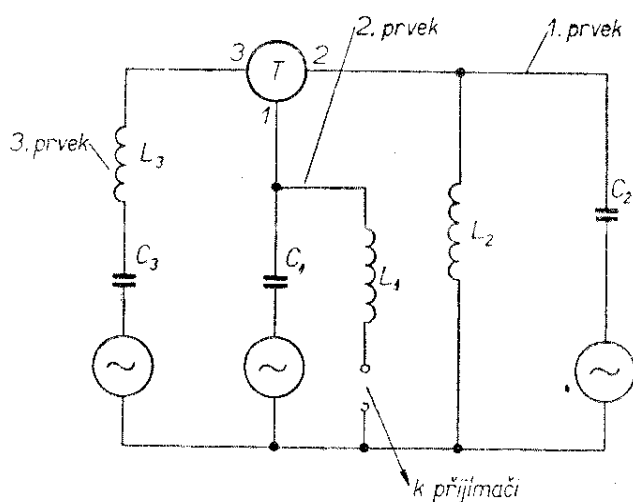 2. prvek
1. prvek
3
T
2
1
3. prvek
L₃
C₃
C₁
L₁
L₂
C₂
~
~
~
k přijímači